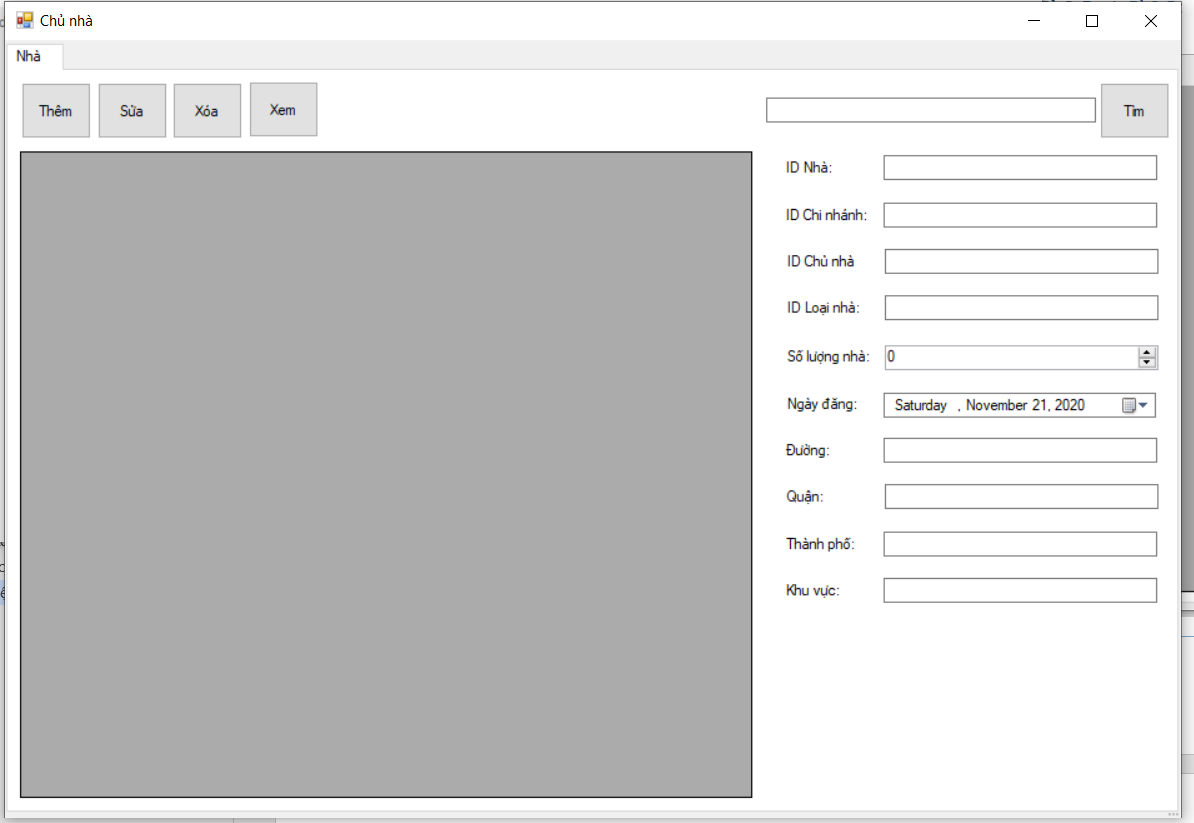 Chủ nhà
Nhà
Thêm
Sửa
Xóa
Xem
Tìm
ID Nhà:
ID Chi nhánh:
ID Chủ nhà
ID Loại nhà:
Số lượng nhà:
0
Ngày đăng:
Saturday , November 21, 2020
Đường:
Quận:
Thành phố:
Khu vực: